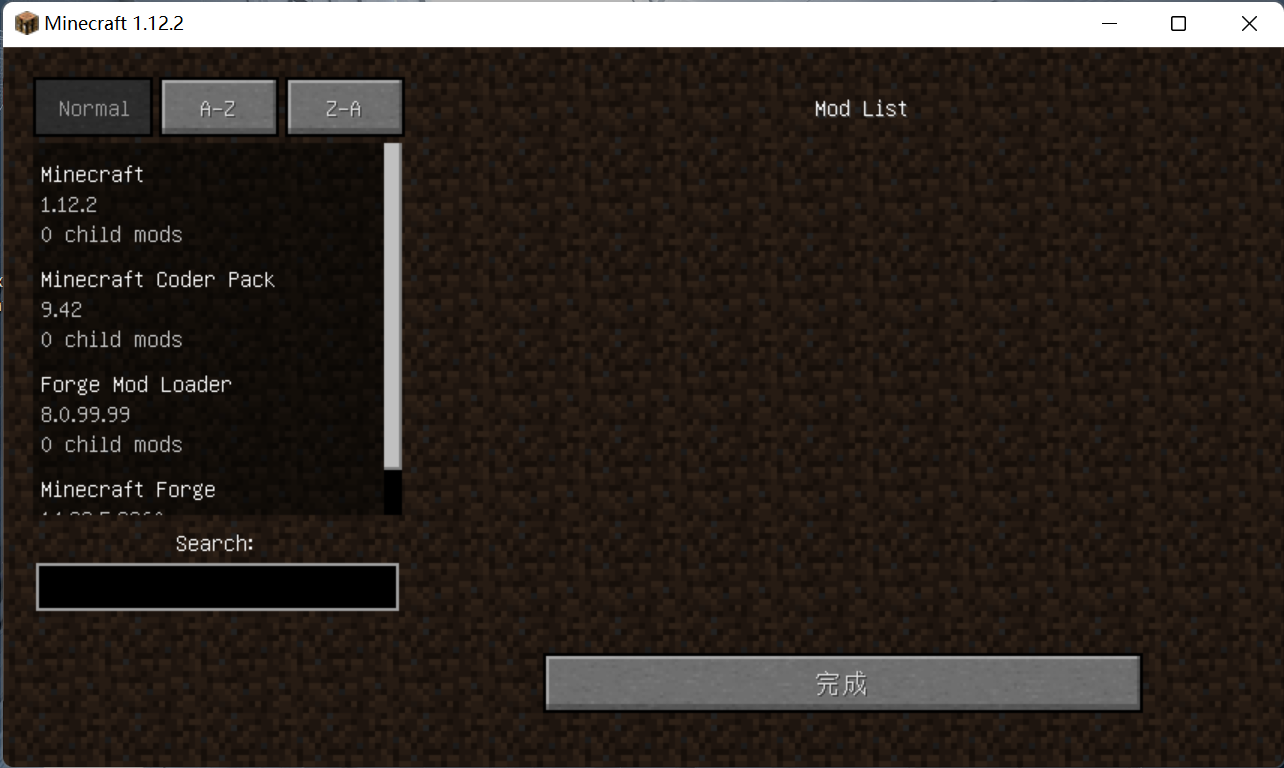 Minecraft 1.12.2
Normal
A-Z
Z-A
Mod List
Minecraft
1.12.2
0 child mods
Minecraft Coder Pack
9.42
0 child mods
Forge Mod Loader
8.0.99.99
0 child mods
Minecraft Forge
Search:
完成